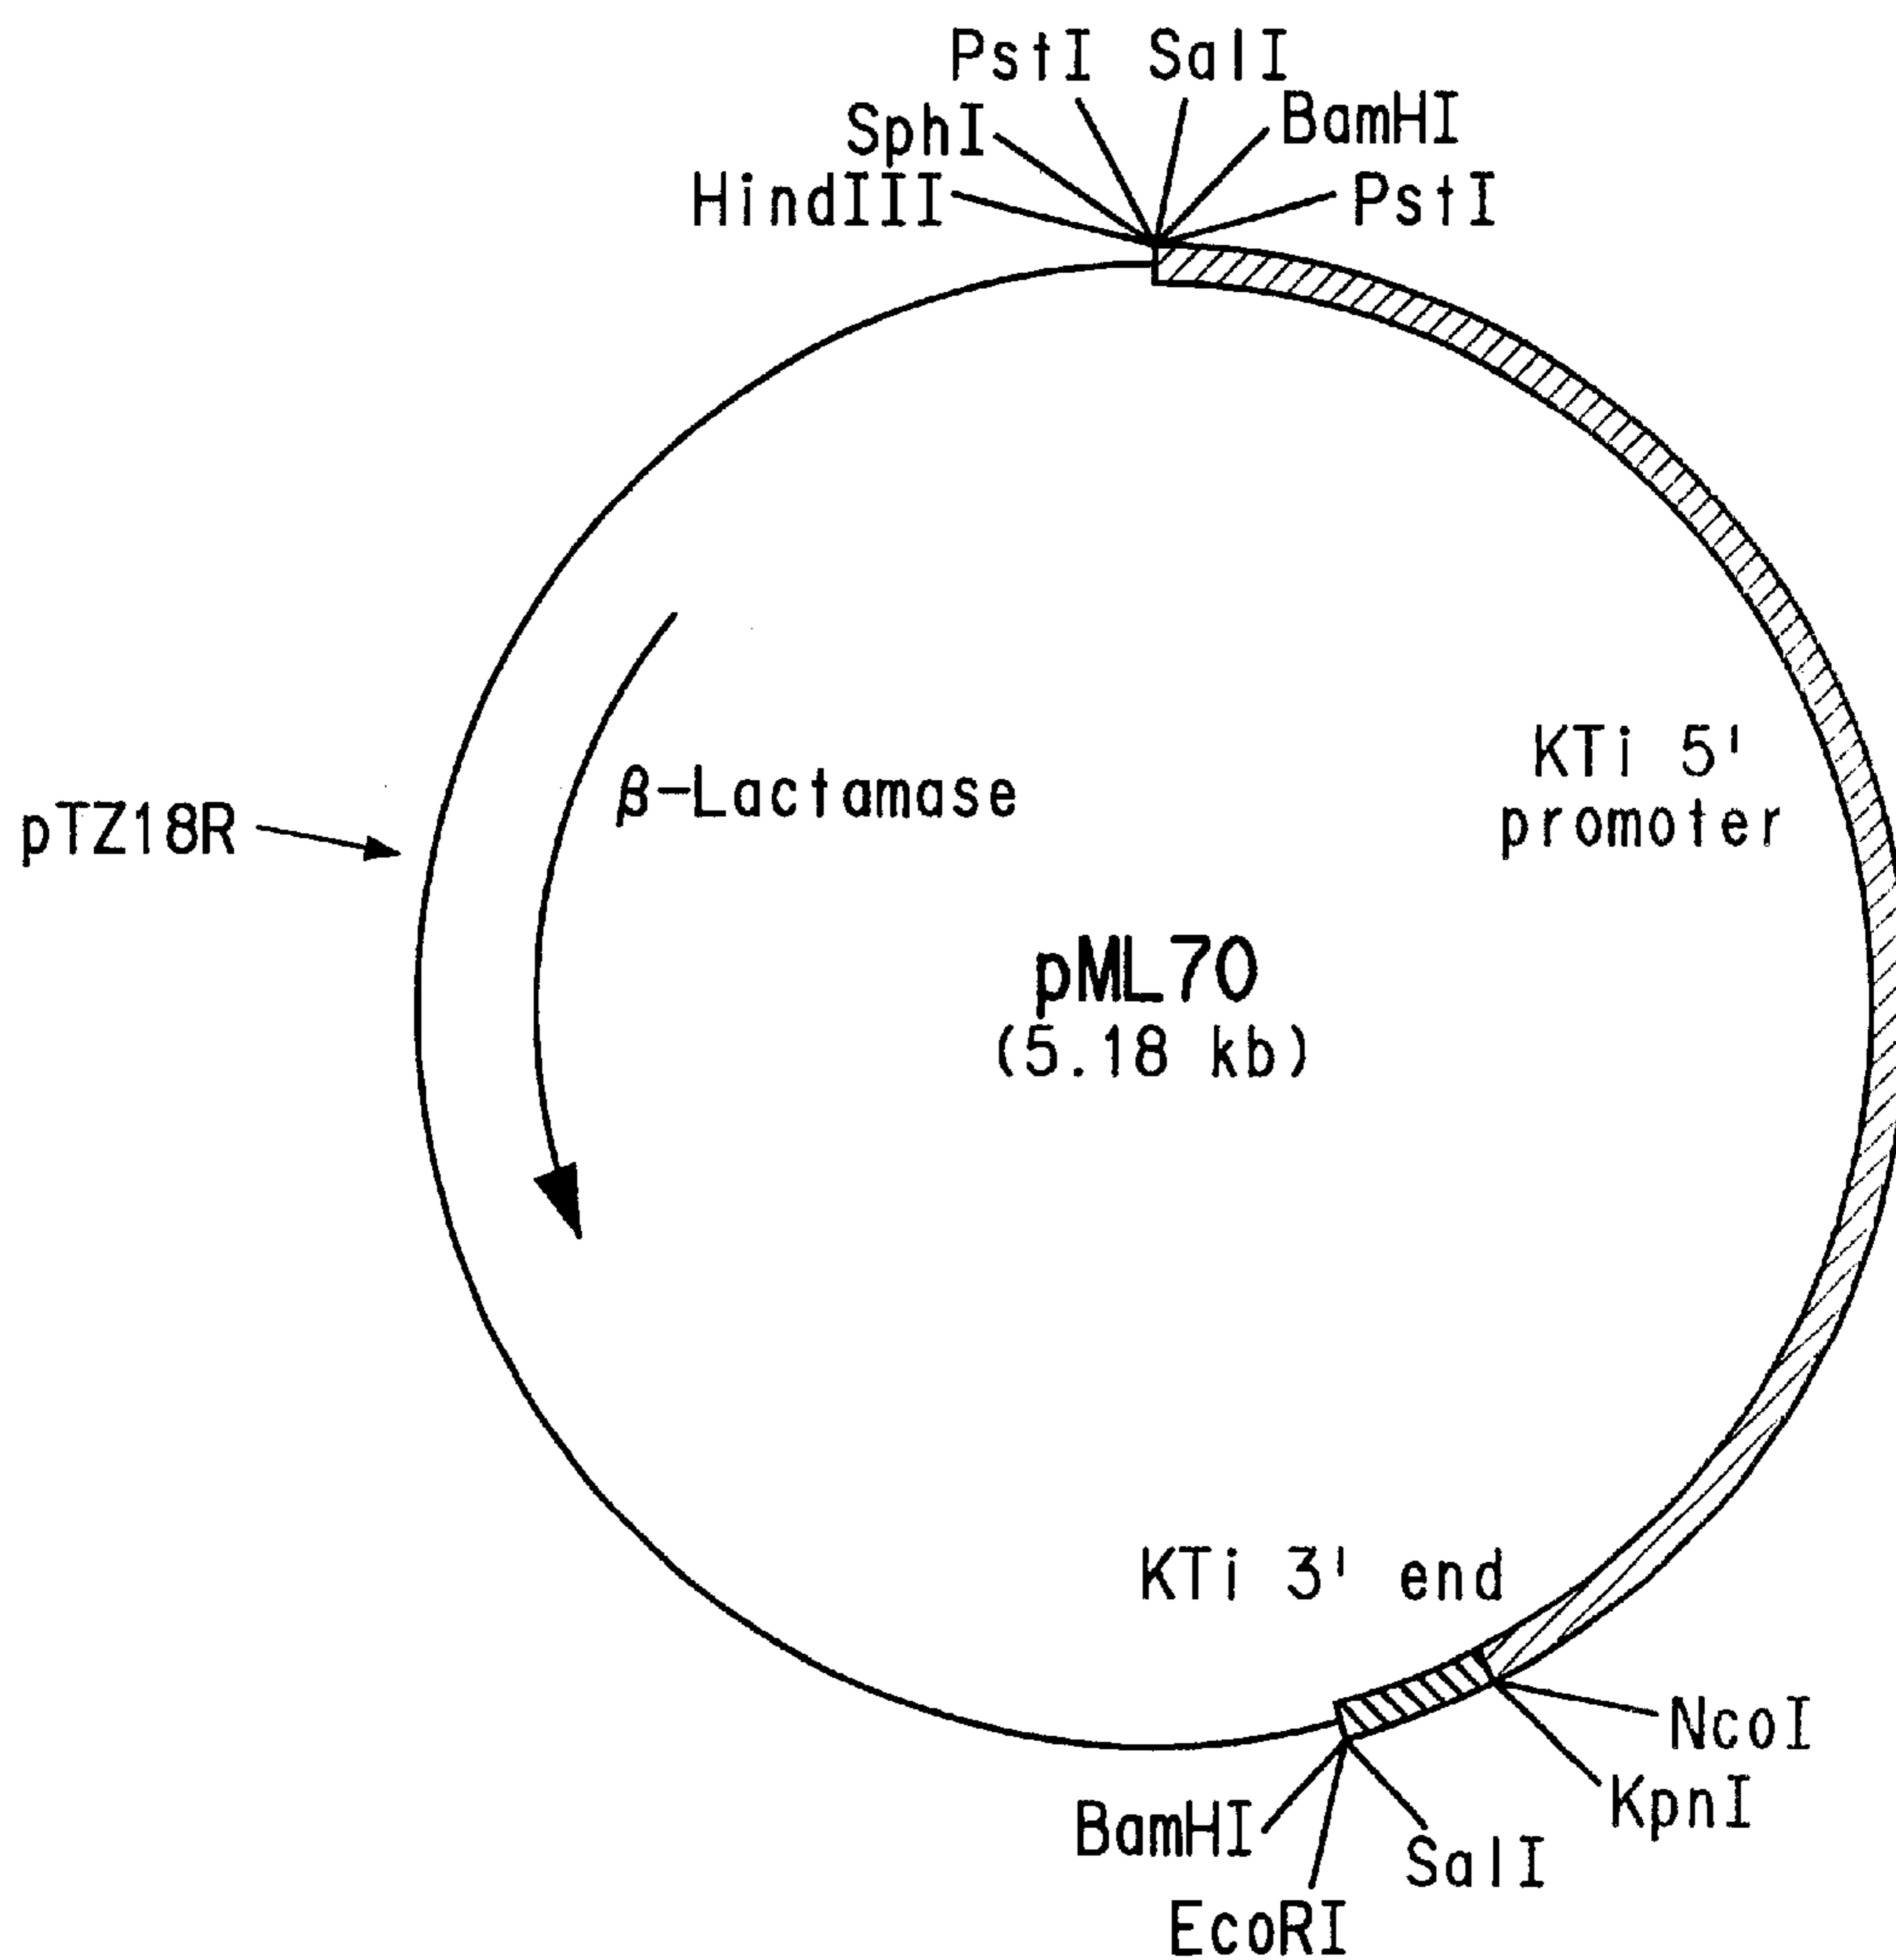 PstI SalI
SphI BamHI
HindIII PstI
KTi 5'
promoter
β-Lactamase
pTZ18R
pML70
(5.18 kb)
KTi 3' end
NcoI
KpnI
BamHI
SalI
EcoRI